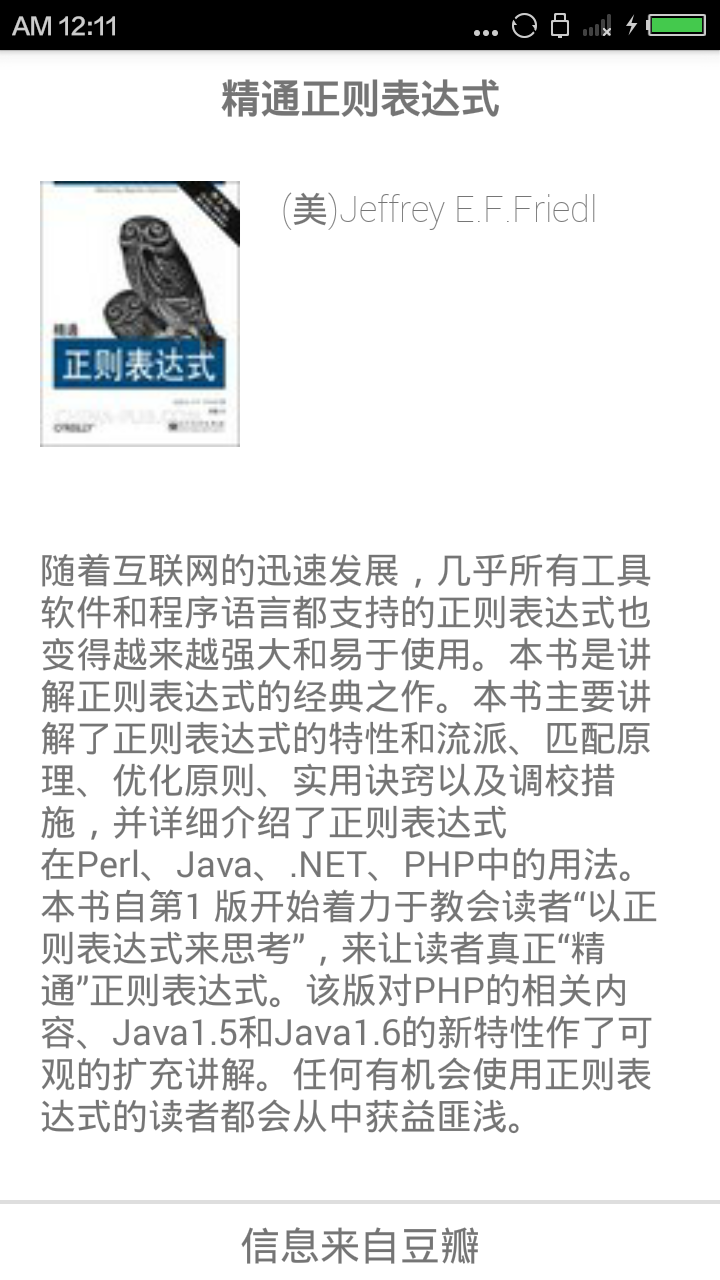 AM 12:11
精通正则表达式
(美)Jeffrey E.F.Friedl
精通
正则表达式
O'REILLY
随着互联网的迅速发展，几乎所有工具
软件和程序语言都支持的正则表达式也
变得越来越强大和易于使用。本书是讲
解正则表达式的经典之作。本书主要讲
解了正则表达式的特性和流派、匹配原
理、优化原则、实用诀窍以及调校措
施，并详细介绍了正则表达式
在Perl、Java、.NET、PHP中的用法。
本书自第1 版开始着力于教会读者“以正
则表达式来思考”，来让读者真正“精
通”正则表达式。该版对PHP的相关内
容、Java1.5和Java1.6的新特性作了可
观的扩充讲解。任何有机会使用正则表
达式的读者都会从中获益匪浅。
信息来自豆瓣